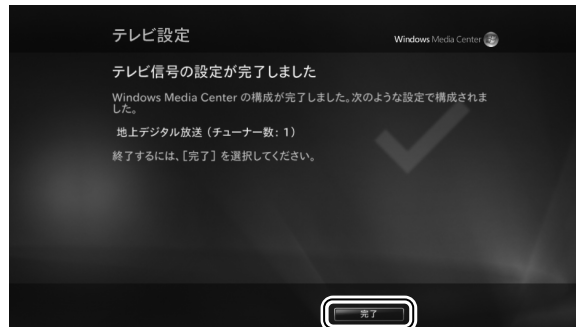 テレビ設定
Windows Media Center
テレビ信号の設定が完了しました
Windows Media Center の構成が完了しました。次のような設定で構成されま
した。
地上デジタル放送 (チューナー数: 1)
終了するには、[完了] を選択してください。
完了